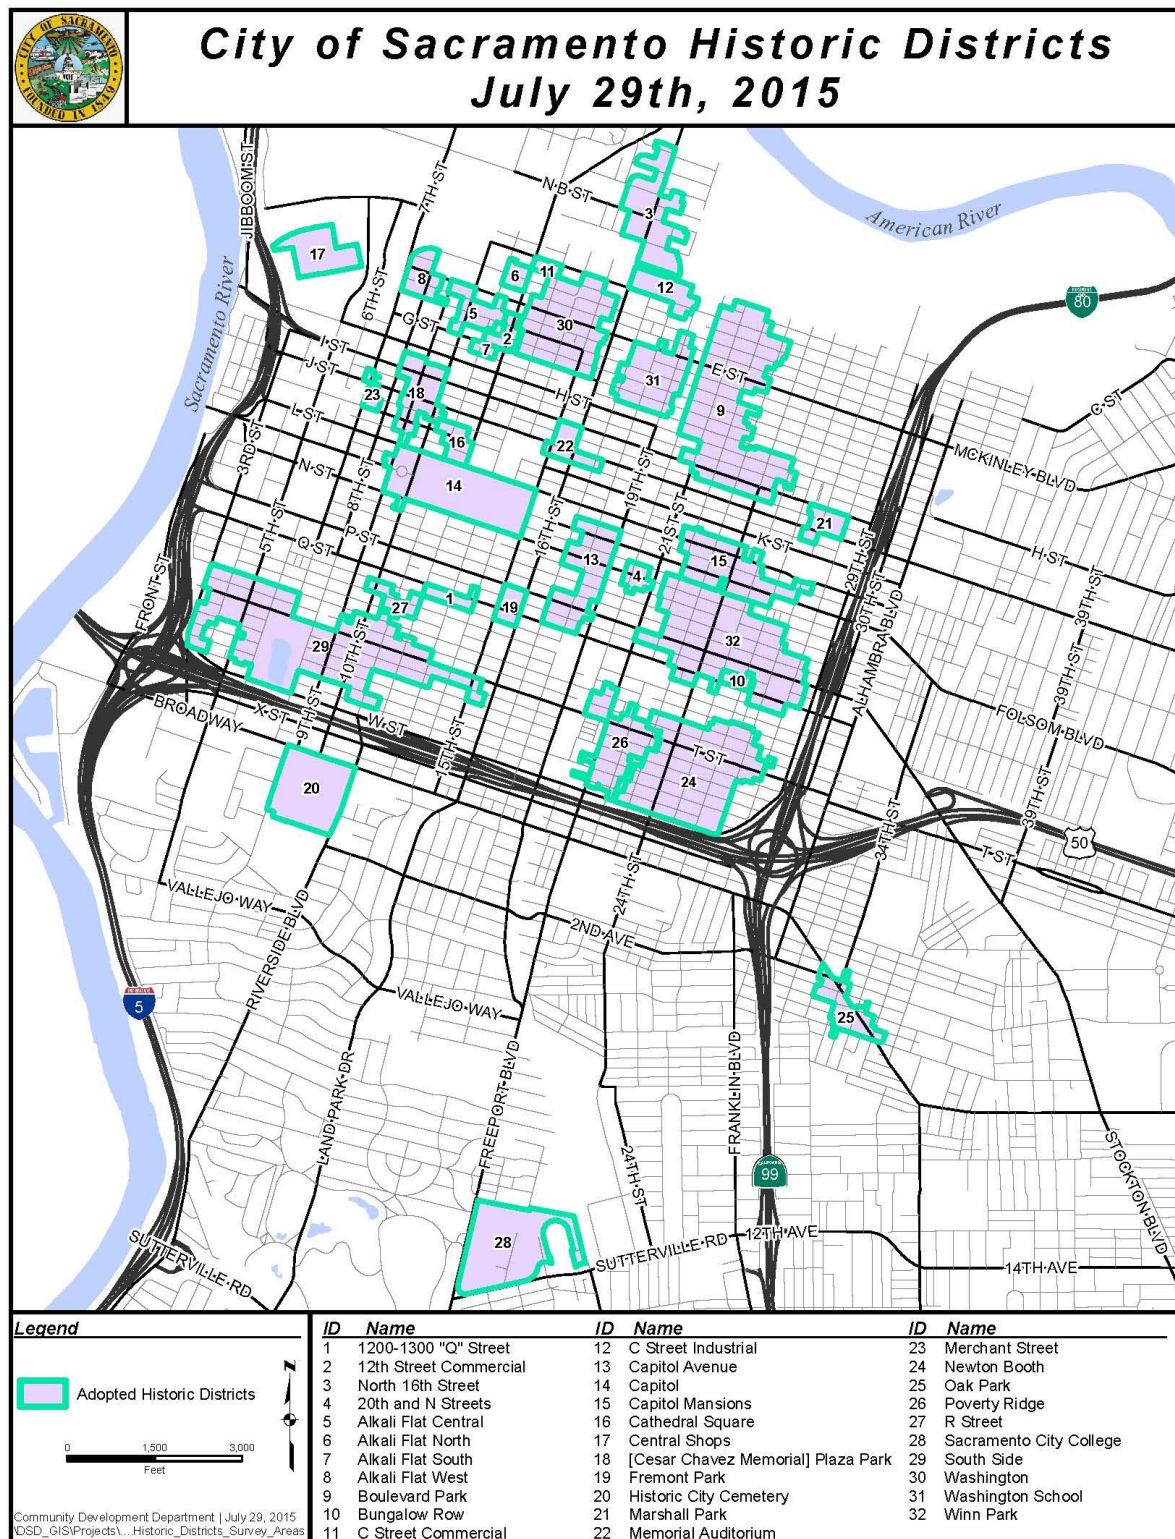 CITY OF SACRAMENTO
FOUNDED IN 1849
City of Sacramento Historic Districts
July 29th, 2015
JIBBOOM ST
7TH ST
N B ST
American River
Sacramento River
6TH ST
G ST
I ST
J ST
L ST
N ST
3RD ST
8TH ST
5TH ST
P ST
Q ST
FRONT ST
H ST
E ST
19TH ST
16TH ST
21ST ST
K ST
C ST
MCKINLEY BLVD
H ST
29TH ST
30TH ST
ALHAMBRA BLVD
39TH ST
39TH ST
FOLSOM BLVD
10TH ST
9TH ST
15TH ST
X ST
W ST
BROADWAY
T ST
34TH ST
39TH ST
T ST
24TH ST
VALLEJO WAY
RIVERSIDE BLVD
2ND AVE
VALLEJO WAY
LAND PARK DR
FREEPORT BLVD
FRANKLIN BLVD
24TH ST
STOCKTON BLVD
SUTTERVILLE RD
SUTTERVILLE RD
12TH AVE
14TH AVE
80
50
5
CALIFORNIA
99
3
17
6
11
8
12
5
30
2
7
31
9
18
23
16
22
14
21
13
15
4
1
19
27
29
32
10
26
24
20
25
28
Legend
Adopted Historic Districts
N
0 1,500 3,000
Feet
Community Development Department | July 29, 2015
\DSD_GIS\Projects\....Historic_Districts_Survey_Areas
ID Name
1 1200-1300 "Q" Street
2 12th Street Commercial
3 North 16th Street
4 20th and N Streets
5 Alkali Flat Central
6 Alkali Flat North
7 Alkali Flat South
8 Alkali Flat West
9 Boulevard Park
10 Bungalow Row
11 C Street Commercial
ID Name
12 C Street Industrial
13 Capitol Avenue
14 Capitol
15 Capitol Mansions
16 Cathedral Square
17 Central Shops
18 [Cesar Chavez Memorial] Plaza Park
19 Fremont Park
20 Historic City Cemetery
21 Marshall Park
22 Memorial Auditorium
ID Name
23 Merchant Street
24 Newton Booth
25 Oak Park
26 Poverty Ridge
27 R Street
28 Sacramento City College
29 South Side
30 Washington
31 Washington School
32 Winn Park